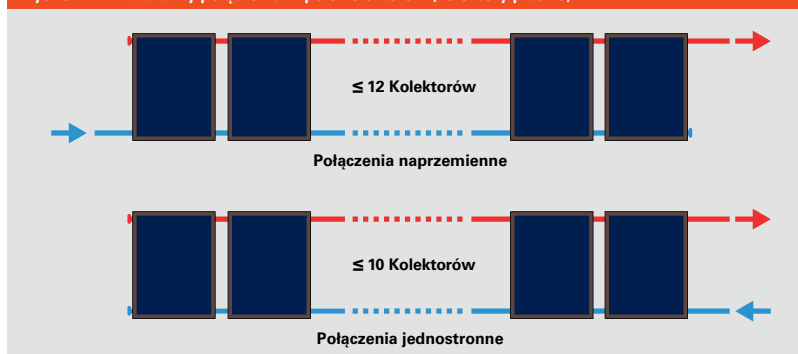 ≤ 12 Kolektorów
Połączenia naprzemienne
≤ 10 Kolektorów
Połączenia jednostronne